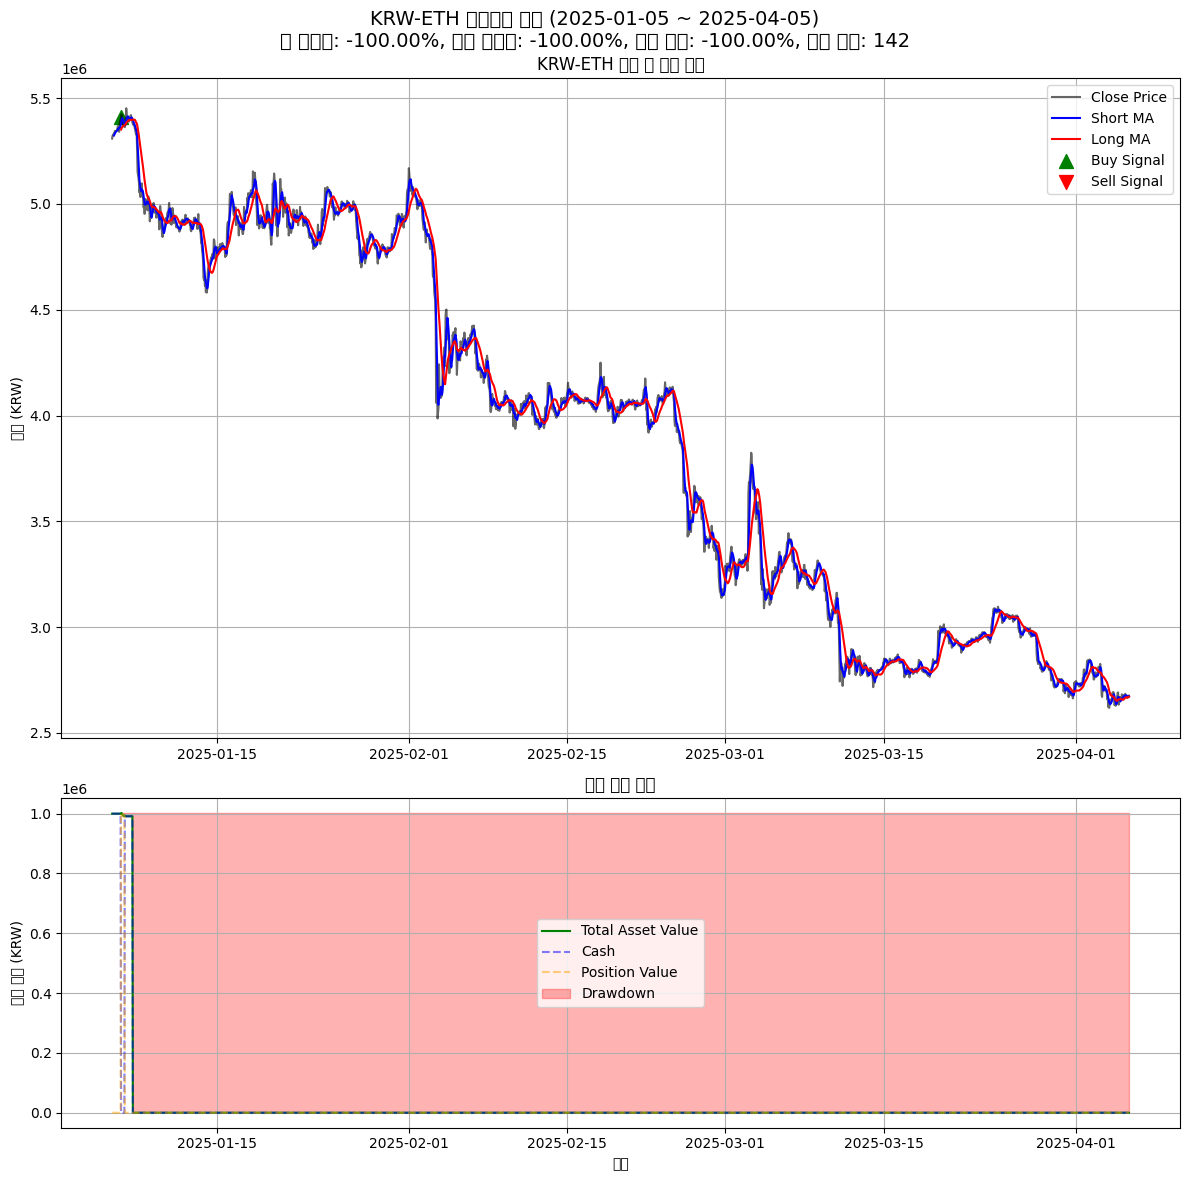 KRW-ETH (2025-01-05 ~ 2025-04-05)
: -100.00%, : -100.00%, : -100.00%, : 142
KRW-ETH
1e6
5.5
5.0
4.5
4.0
3.5
3.0
2.5
(KRW)
Close Price
Short MA
Long MA
Buy Signal
Sell Signal
2025-01-15
2025-02-01
2025-02-15
2025-03-01
2025-03-15
2025-04-01
1e6
1.0
0.8
0.6
0.4
0.2
0.0
(KRW)
Total Asset Value
Cash
Position Value
Drawdown
2025-01-15
2025-02-01
2025-02-15
2025-03-01
2025-03-15
2025-04-01